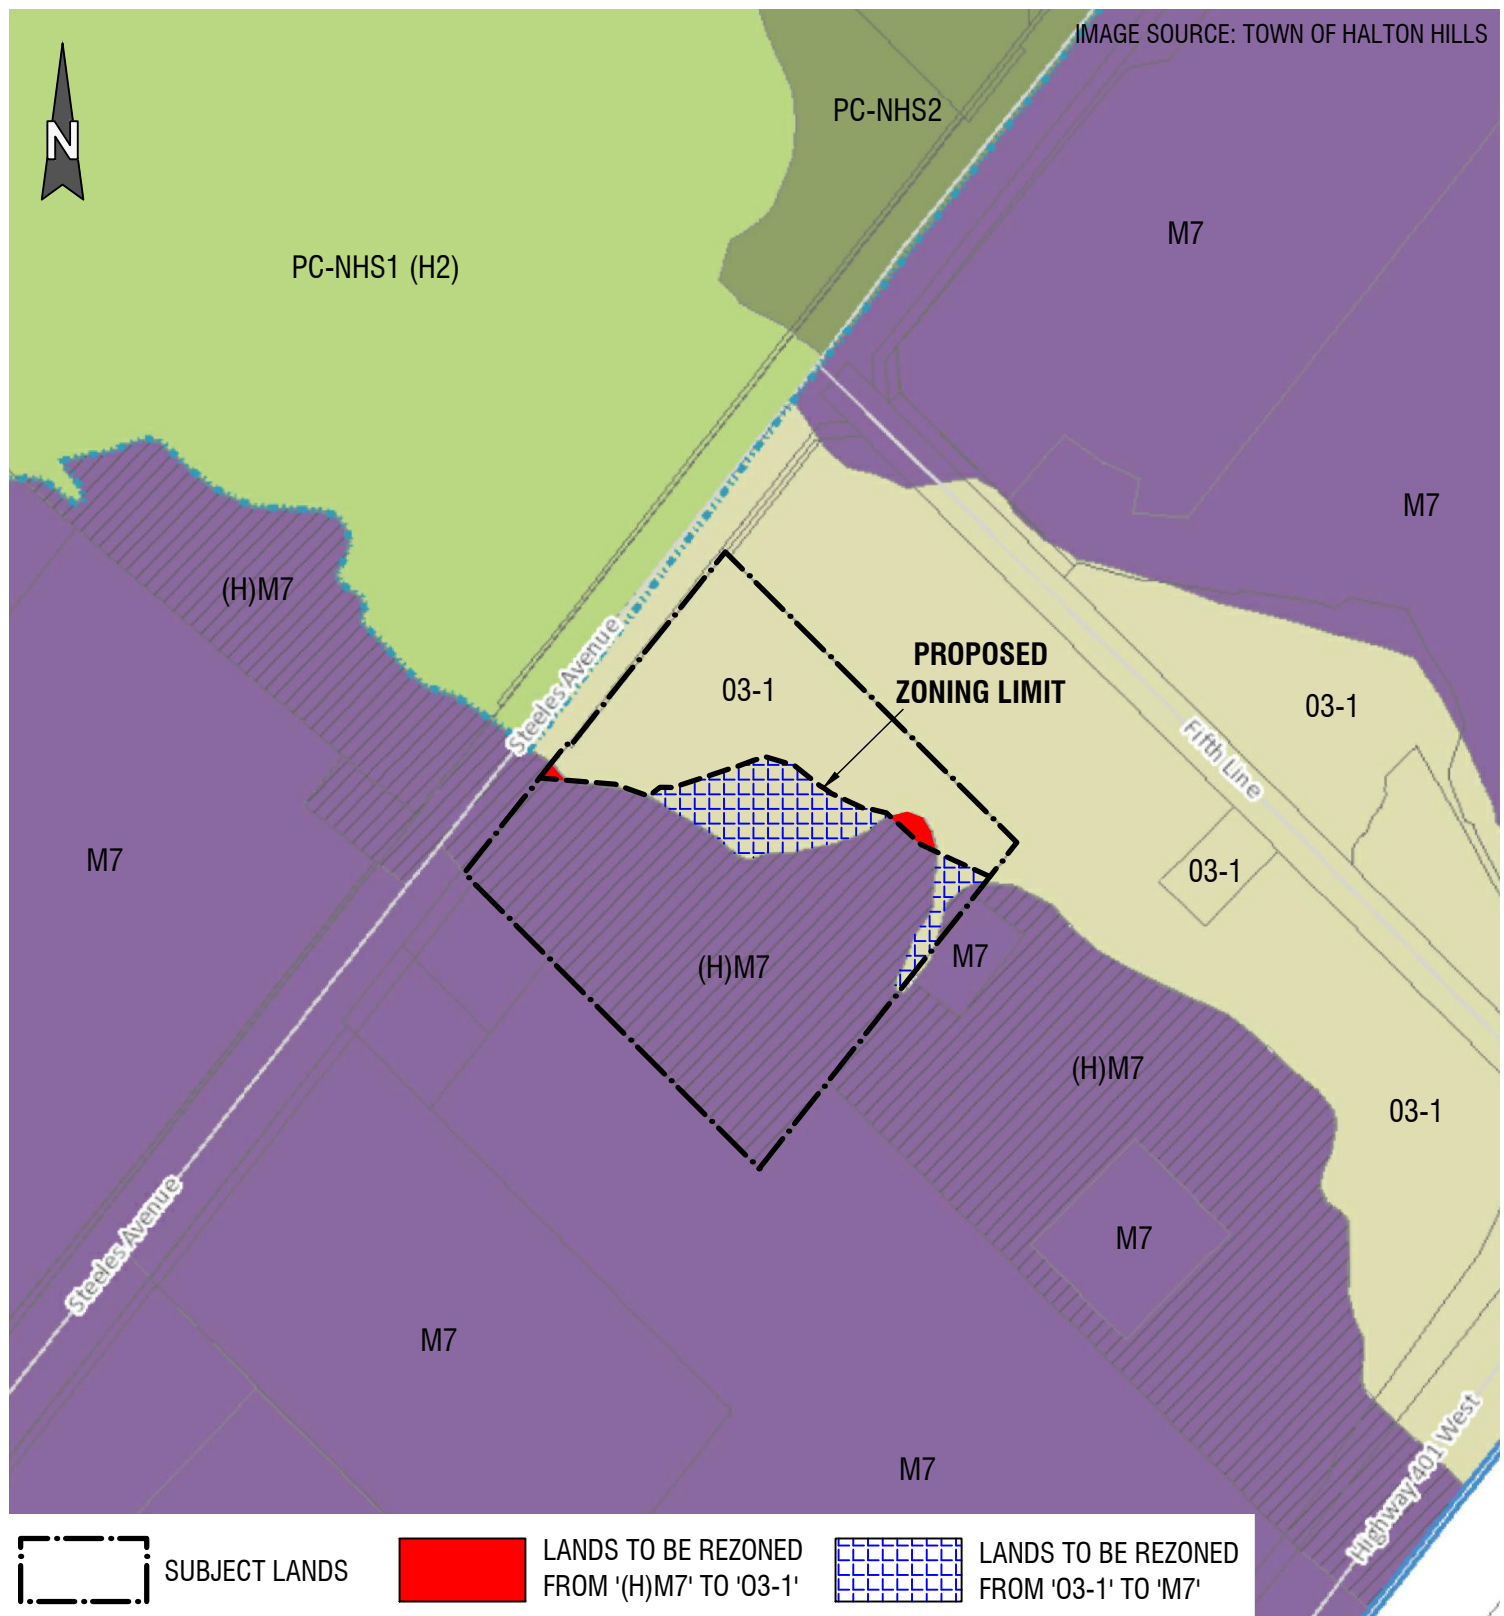 IMAGE SOURCE: TOWN OF HALTON HILLS
N
PC-NHS2
M7
PC-NHS1 (H2)
M7
(H)M7
Steeles Avenue
PROPOSED
ZONING LIMIT
03-1
03-1
Fifth Line
M7
03-1
M7
(H)M7
(H)M7
03-1
Steeles Avenue
M7
M7
M7
Highway 401 West
SUBJECT LANDS
LANDS TO BE REZONED
FROM '(H)M7' TO 'O3-1'
LANDS TO BE REZONED
FROM 'O3-1' TO 'M7'